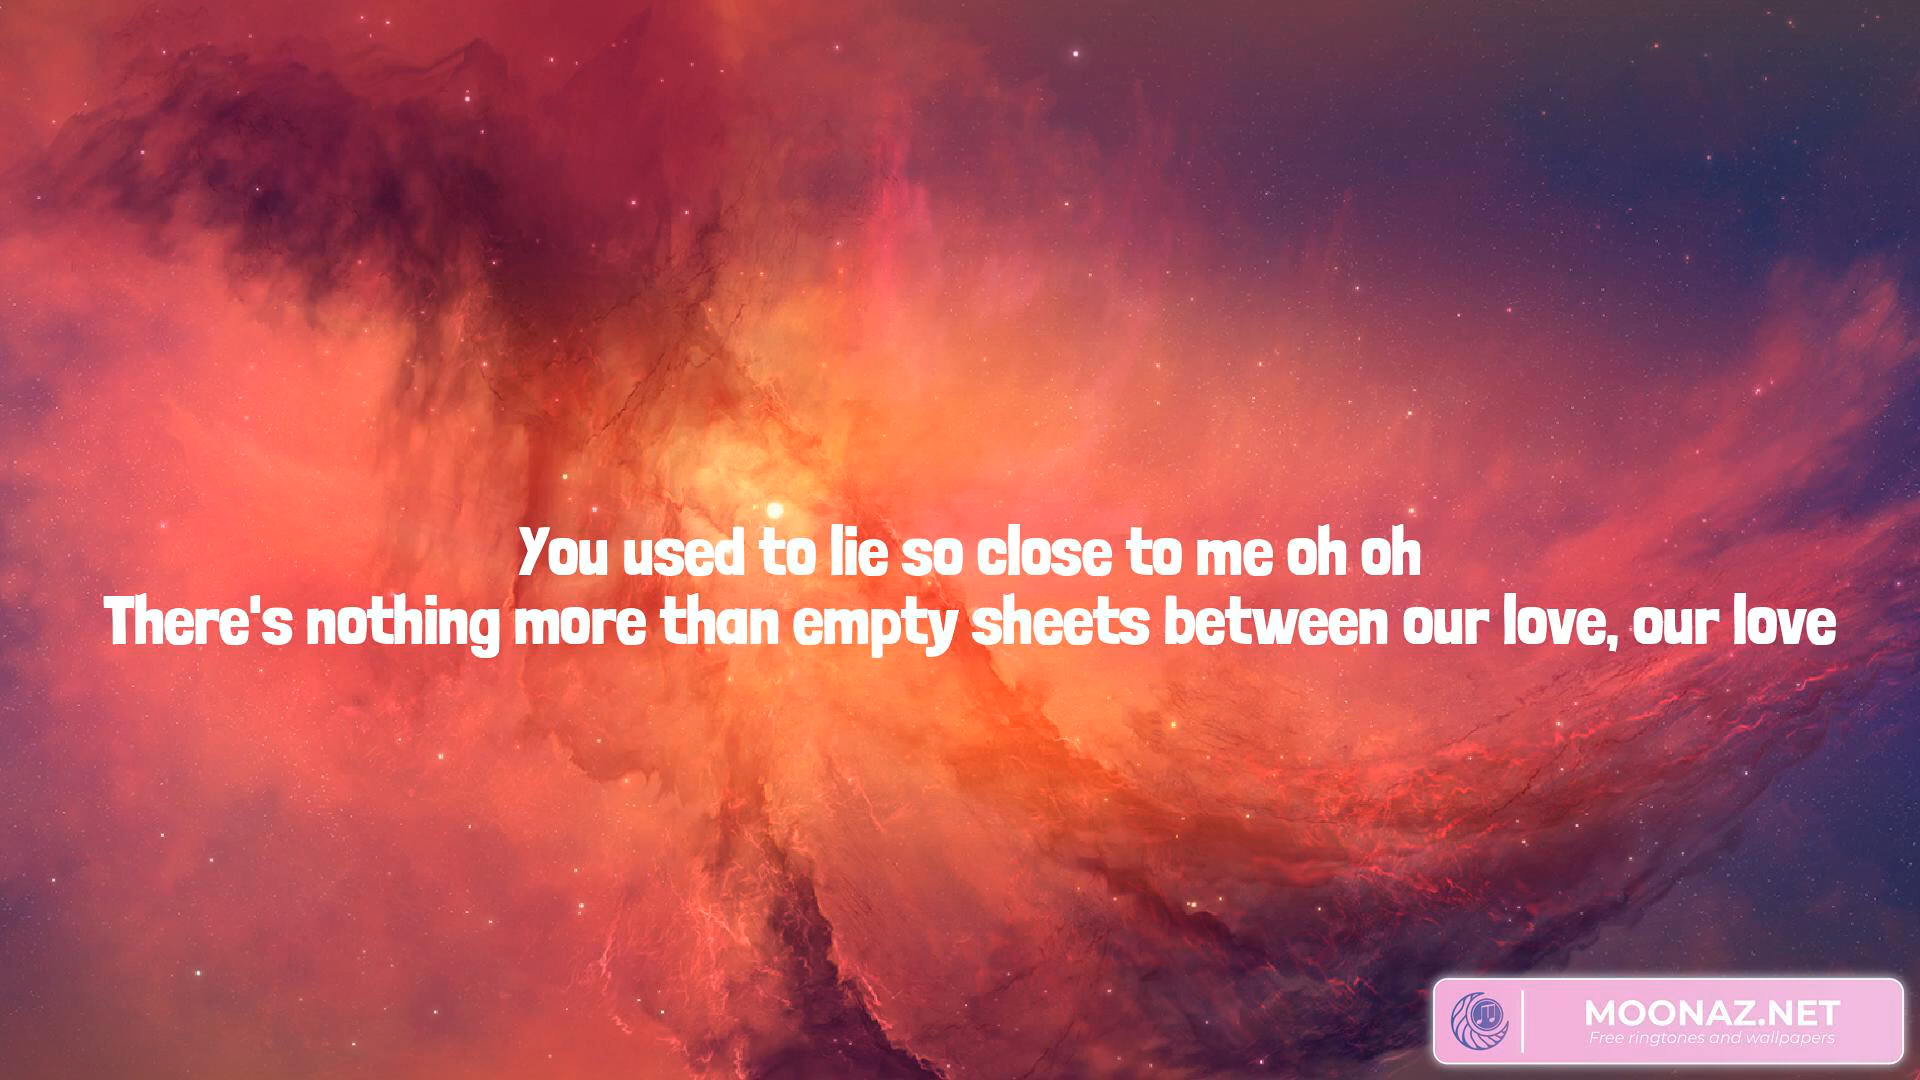 You used to lie so close to me oh oh
There's nothing more than empty sheets between our love, our love
MOONAZ.NET
Free ringtones and wallpapers